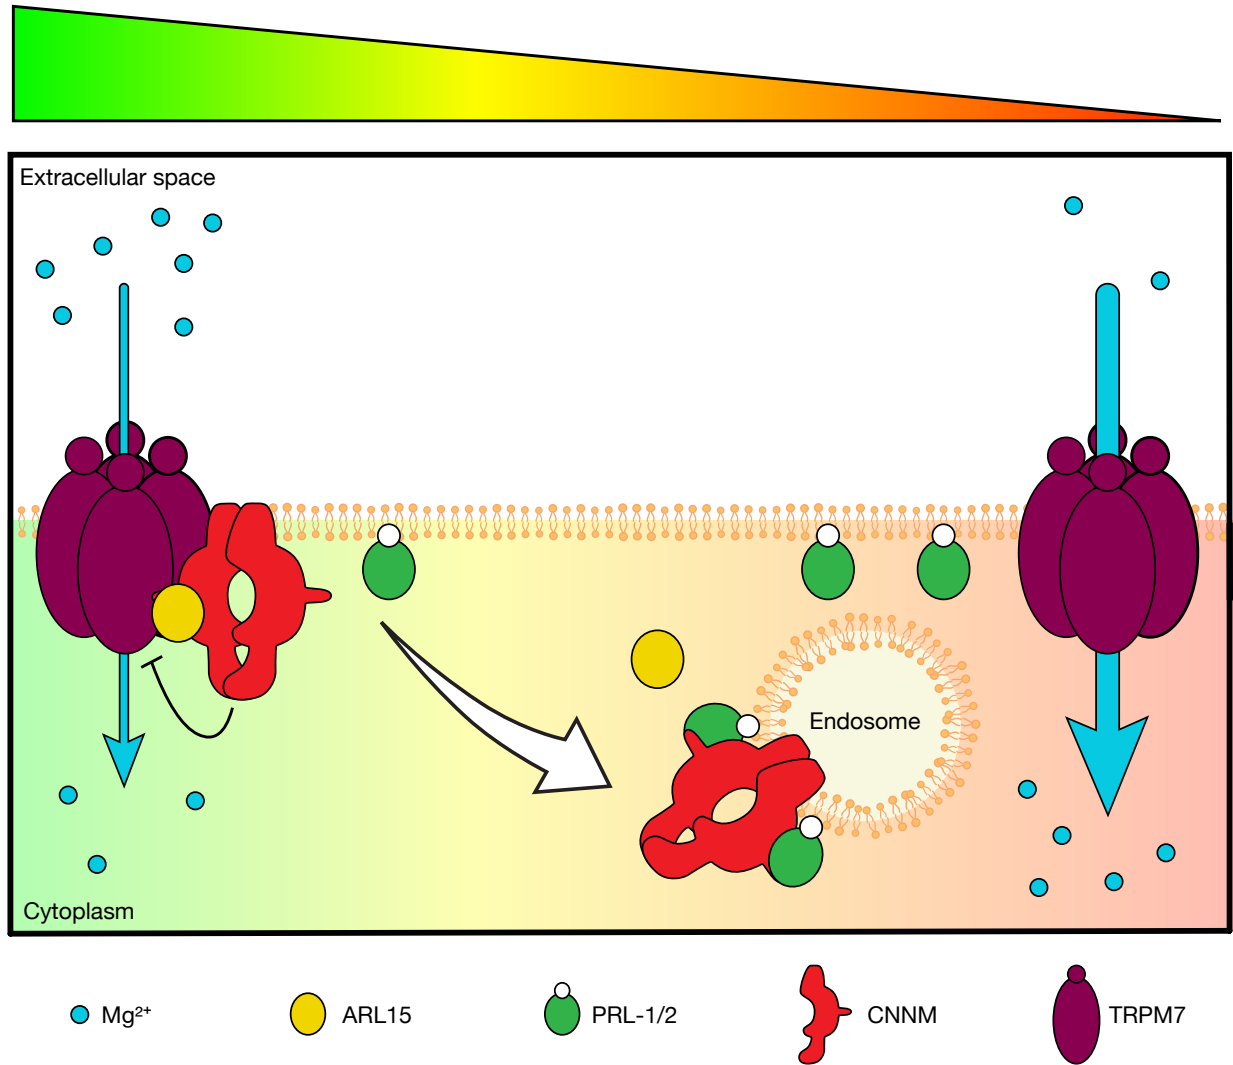 Extracellular space
Endosome
Cytoplasm
Mg²⁺
ARL15
PRL-1/2
CNNM
TRPM7